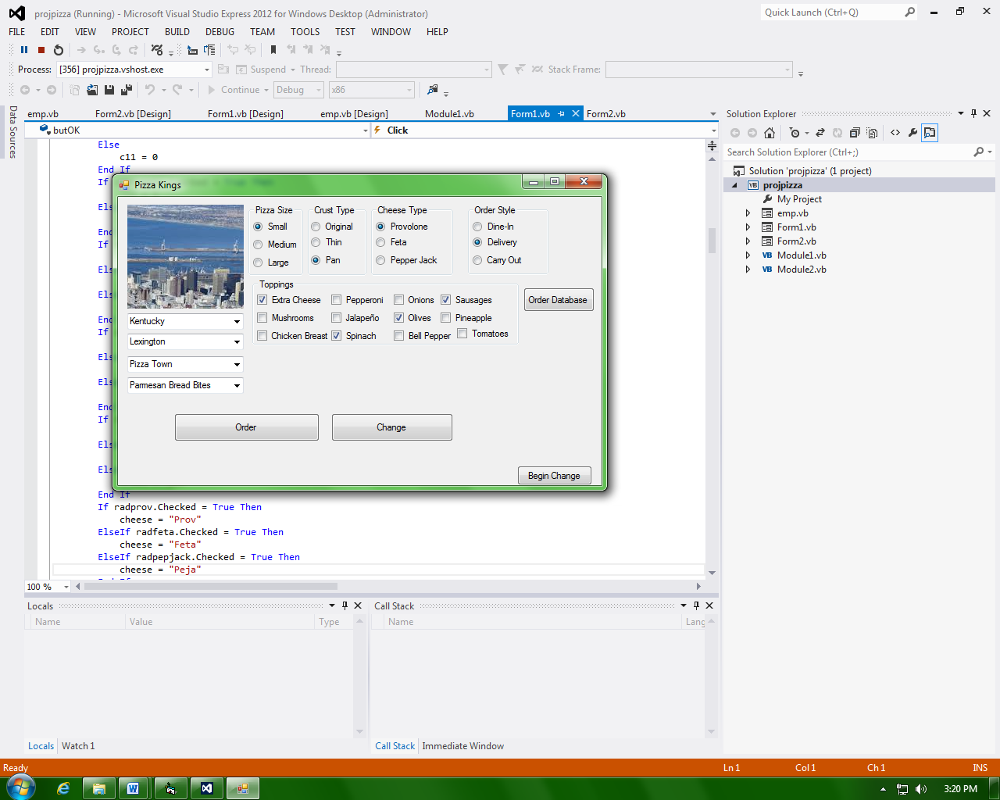 projpizza (Running) - Microsoft Visual Studio Express 2012 for Windows Desktop (Administrator)
Quick Launch (Ctrl+Q)
FILE EDIT VIEW PROJECT BUILD DEBUG TEAM TOOLS TEST WINDOW HELP
Process: [356] projpizza.vshost.exe Suspend Thread: Stack Frame:
Continue Debug x86
Data Sources
emp.vb Form2.vb [Design] Form1.vb [Design] emp.vb [Design] Module1.vb Form1.vb Form2.vb
butOK Click
Else
c11 = 0
End If
If
Els
End
If
Els
Els
End
If
Els
Els
End
If
Els
Els
End If
If radprov.Checked = True Then
cheese = "Prov"
ElseIf radfeta.Checked = True Then
cheese = "Feta"
ElseIf radpepjack.Checked = True Then
cheese = "Peja"
100 %
Pizza Kings
Pizza Size
Small
Medium
Large
Crust Type
Original
Thin
Pan
Cheese Type
Provolone
Feta
Pepper Jack
Order Style
Dine-In
Delivery
Carry Out
Toppings
Extra Cheese Pepperoni Onions Sausages
Mushrooms Jalapeño Olives Pineapple
Chicken Breast Spinach Bell Pepper Tomatoes
Order Database
Kentucky
Lexington
Pizza Town
Parmesan Bread Bites
Order Change
Begin Change
Solution Explorer
Search Solution Explorer (Ctrl+;)
Solution 'projpizza' (1 project)
VB projpizza
My Project
emp.vb
Form1.vb
Form2.vb
VB Module1.vb
VB Module2.vb
Locals
Name Value Type
Call Stack
Name Lang
Locals Watch 1
Call Stack Immediate Window
Ready Ln 1 Col 1 Ch 1 INS
3:20 PM